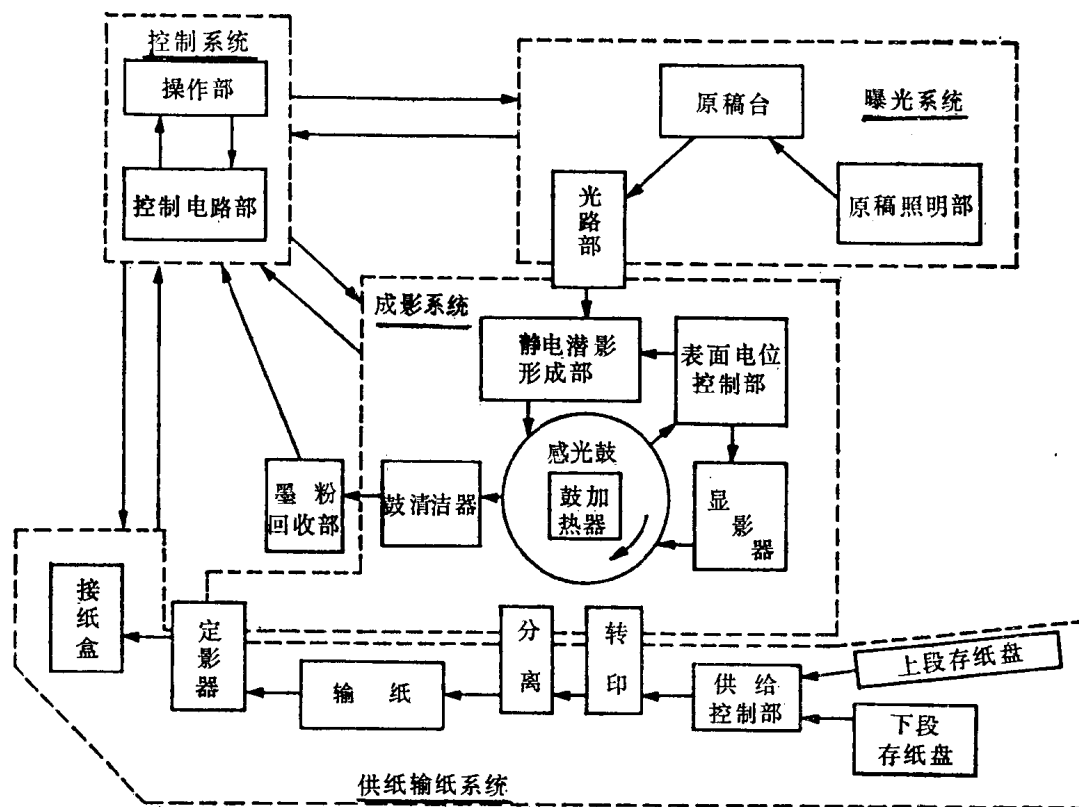 控制系统
操作部
控制电路部
原稿台
曝光系统
原稿照明部
光路部
成影系统
静电潜影
形成部
表面电位
控制部
感光鼓
鼓加
热器
显影器
鼓清洁器
墨粉
回收部
接纸盒
定影器
输纸
分离
转印
供给
控制部
上段存纸盘
下段
存纸盘
供纸输纸系统